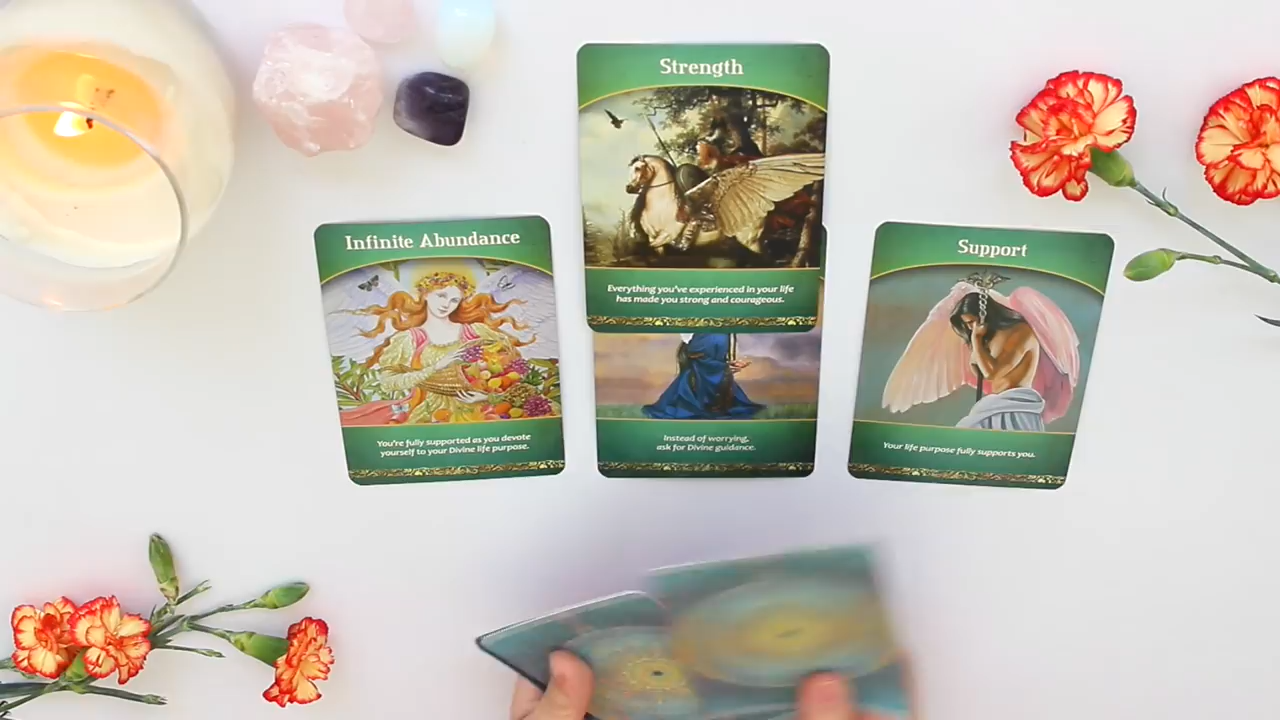 Strength
Everything you've experienced in your life
has made you strong and courageous.
Infinite Abundance
You're fully supported as you devote
yourself to your Divine life purpose.
Instead of worrying,
ask for Divine guidance.
Support
Your life purpose fully supports you.